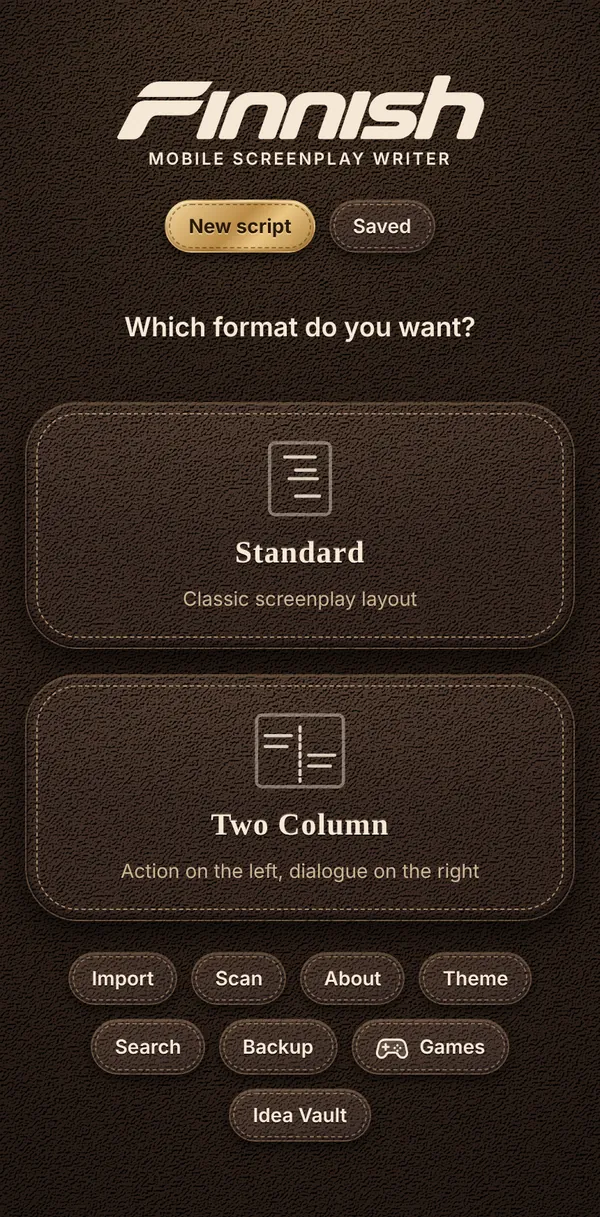 Finnish
MOBILE SCREENPLAY WRITER
New script Saved
Which format do you want?
Standard
Classic screenplay layout
Two Column
Action on the left, dialogue on the right
Import Scan About Theme
Search Backup Games
Idea Vault